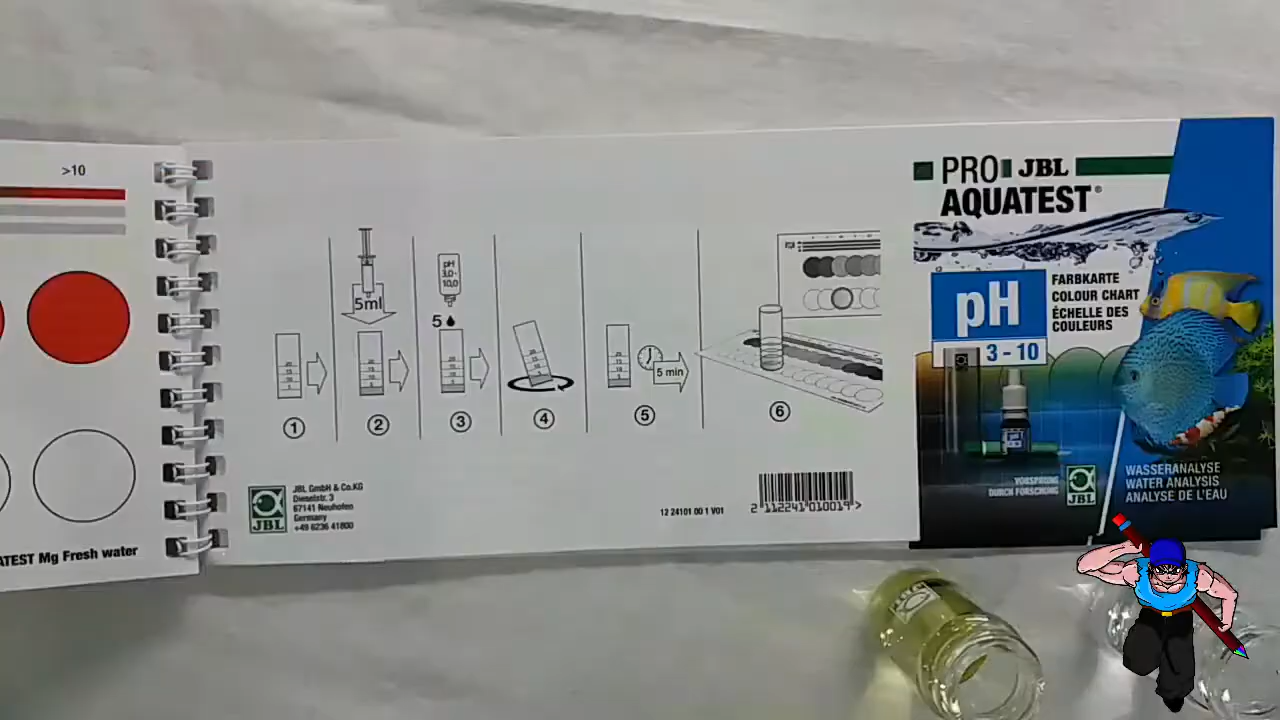 >10
ATEST Mg Fresh water
5ml
pH
3,0-
10,0
5
5 min
1
2
3
4
5
6
JBL
JBL GmbH & Co.KG
Dieselstr. 3
67141 Neuhofen
Germany
+49 6236 41800
12 24101 00 1 V01
2 112241 010019 >
PRO JBL
AQUATEST®
pH
3 - 10
FARBKARTE
COLOUR CHART
ÉCHELLE DES
COULEURS
VORSPRUNG
DURCH FORSCHUNG
JBL
WASSERANALYSE
WATER ANALYSIS
ANALYSE DE L'EAU